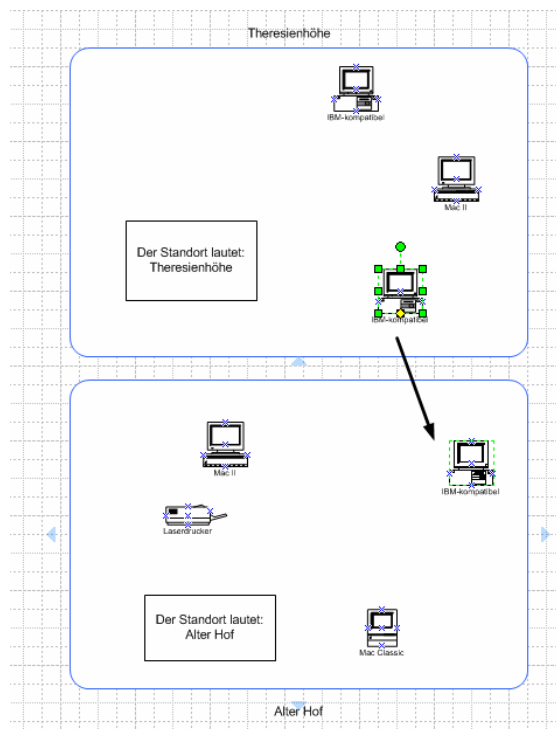 Theresienhöhe
IBM-kompatibel
Mac II
Der Standort lautet:
Theresienhöhe
IBM-kompatibel
Mac II
IBM-kompatibel
Laserdrucker
Der Standort lautet:
Alter Hof
Mac Classic
Alter Hof